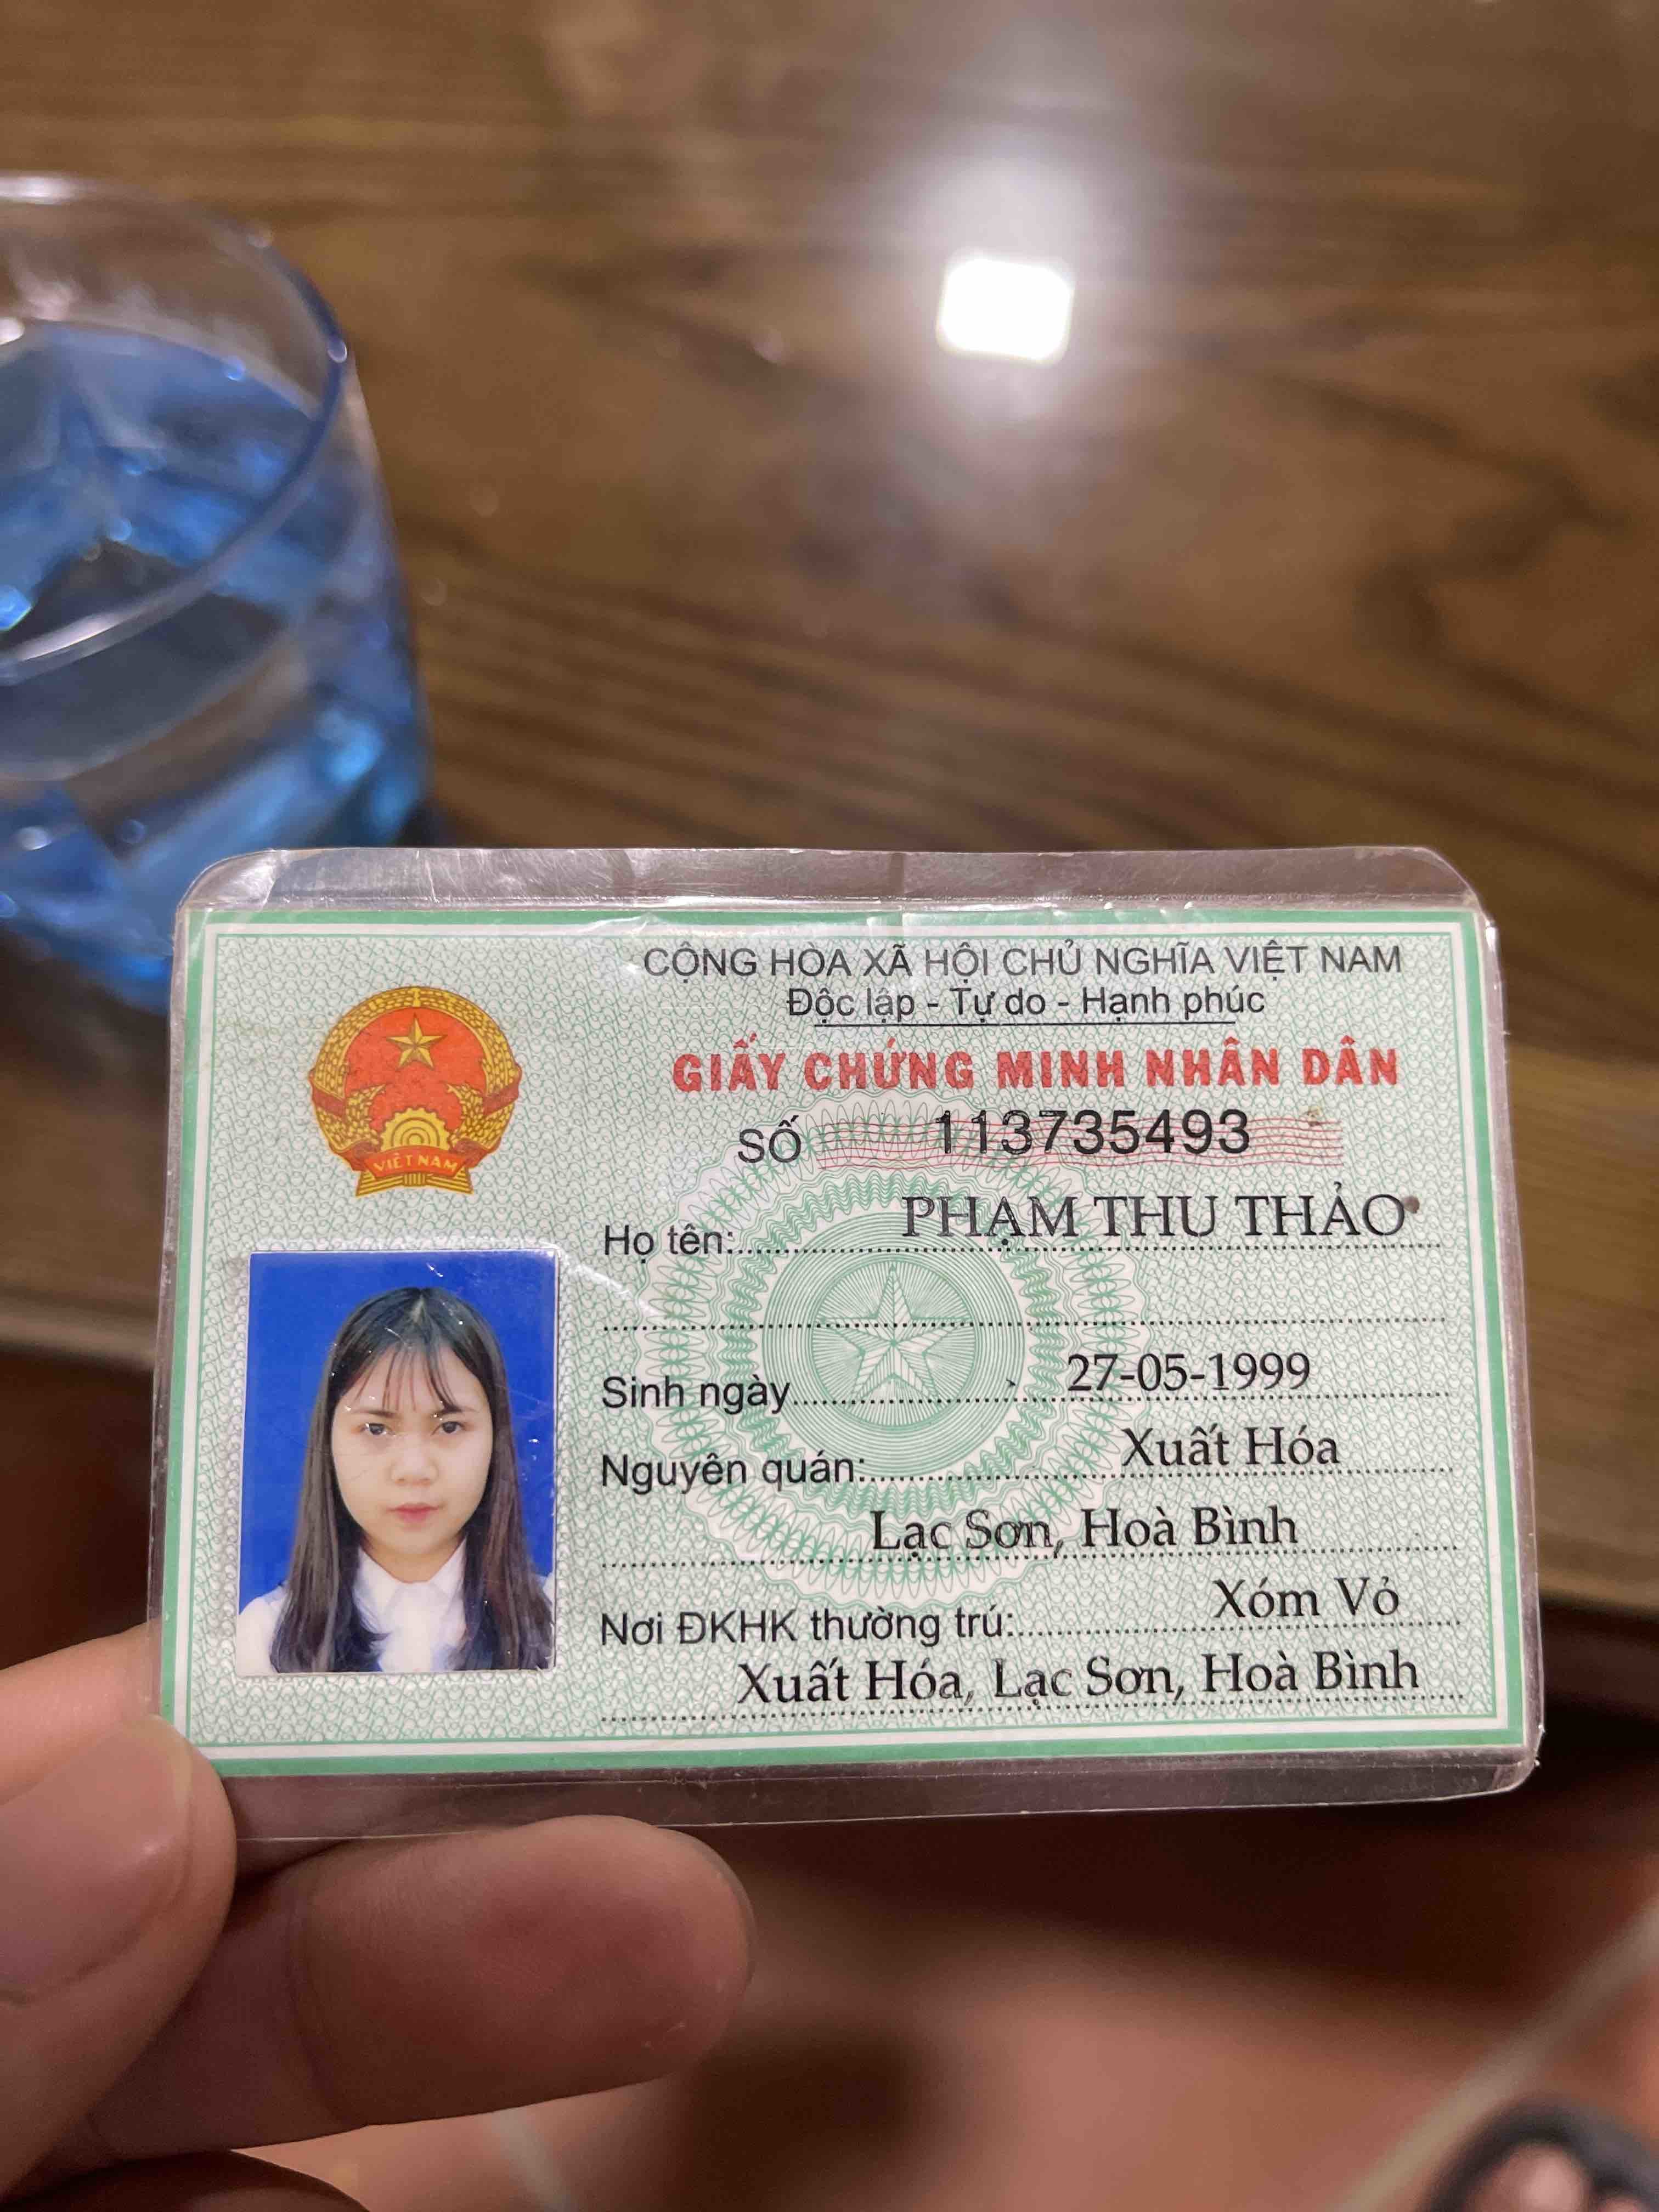 CỘNG HÒA XÃ HỘI CHỦ NGHĨA VIỆT NAM
Độc lập - Tự do - Hạnh phúc
GIẤY CHỨNG MINH NHÂN DÂN
SỐ 113735493
Họ tên: PHẠM THU THẢO
Sinh ngày 27-05-1999
Nguyên quán: Xuất Hóa
Lạc Sơn, Hoà Bình
Nơi ĐKHK thường trú: Xóm Vỏ
Xuất Hóa, Lạc Sơn, Hoà Bình
VIỆT NAM